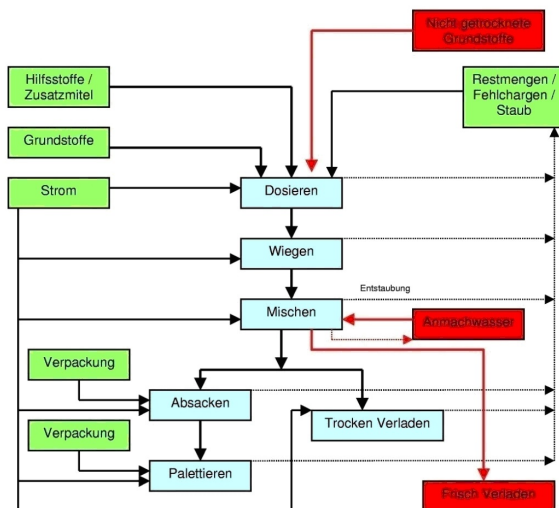 Nicht getrocknete
Grundstoffe
Hilfsstoffe /
Zusatzmittel
Restmengen /
Fehlchargen /
Staub
Grundstoffe
Strom
Dosieren
Wiegen
Entstaubung
Mischen
Anmachwasser
Verpackung
Absacken
Trocken Verladen
Verpackung
Palettieren
Frisch Verladen